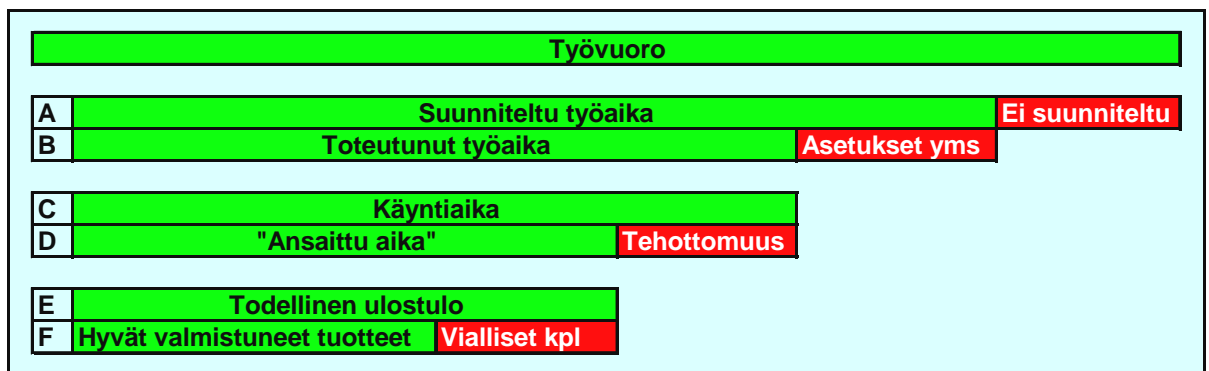 Työvuoro
A Suunniteltu työaika Ei suunniteltu
B Toteutunut työaika Asetukset yms
C Käyntiaika
D "Ansaittu aika" Tehottomuus
E Todellinen ulostulo
F Hyvät valmistuneet tuotteet Vialliset kpl